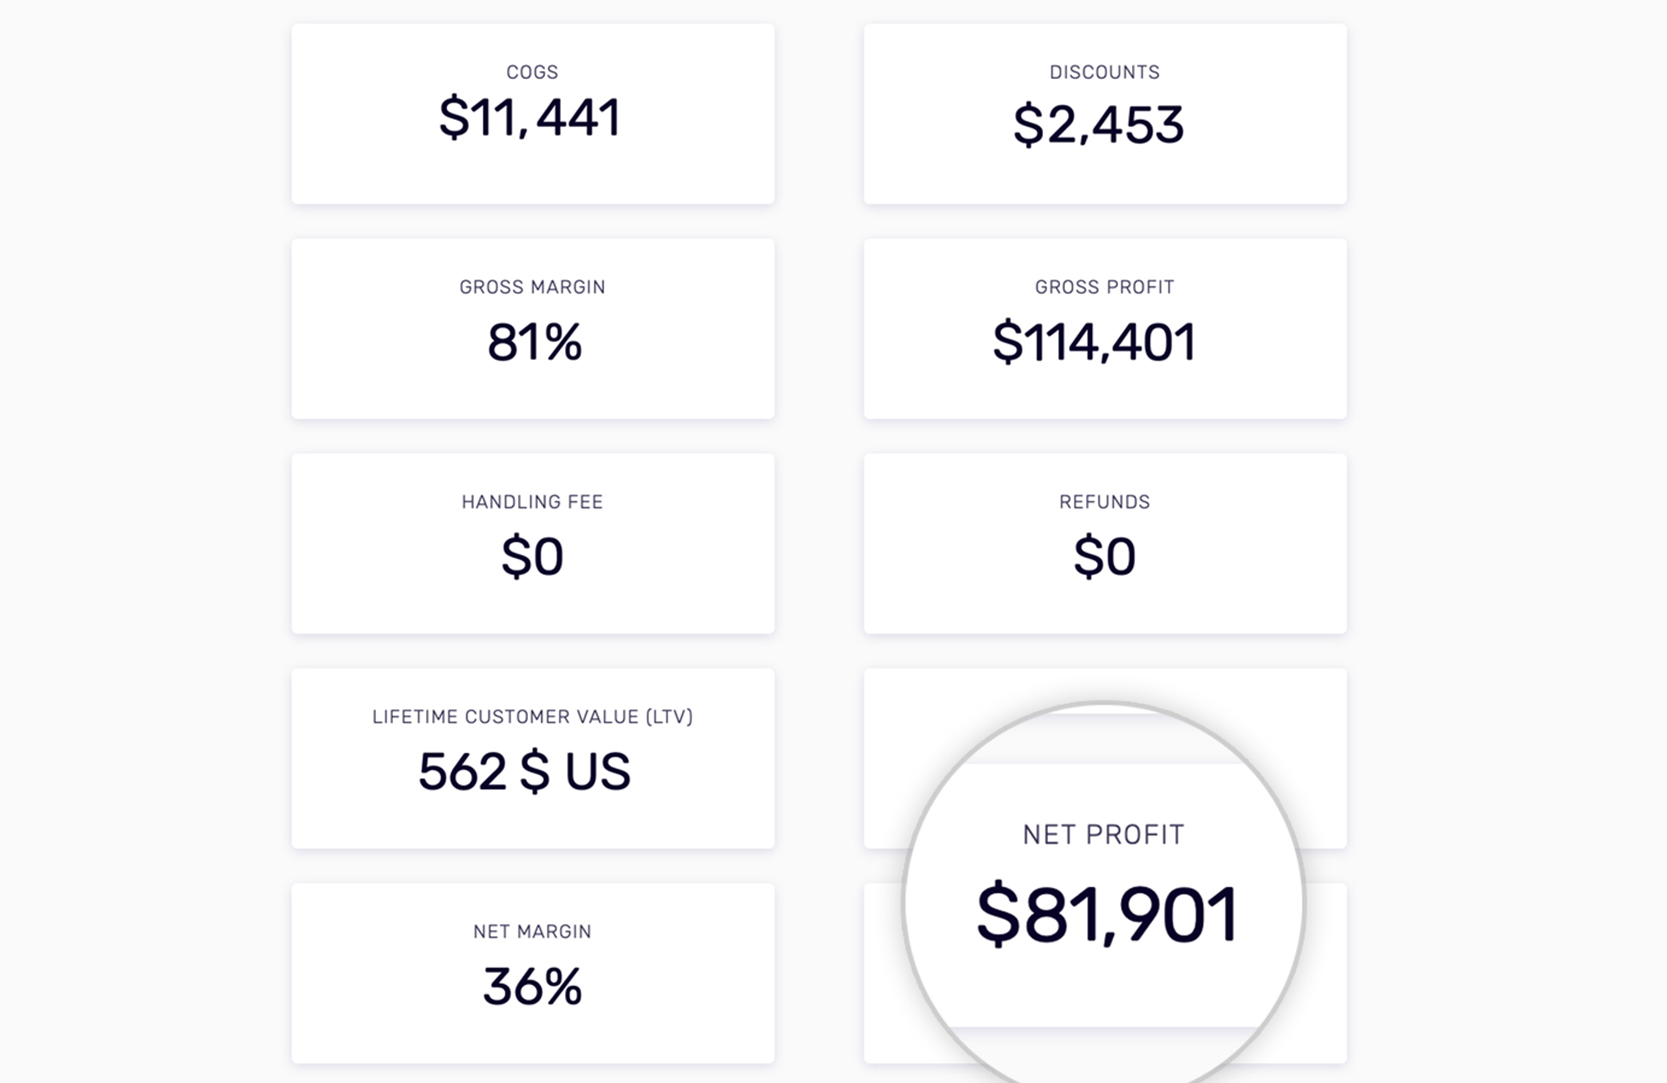 COGS
$11,441
DISCOUNTS
$2,453
GROSS MARGIN
81%
GROSS PROFIT
$114,401
HANDLING FEE
$0
REFUNDS
$0
LIFETIME CUSTOMER VALUE (LTV)
562 $ US
NET PROFIT
$81,901
NET MARGIN
36%